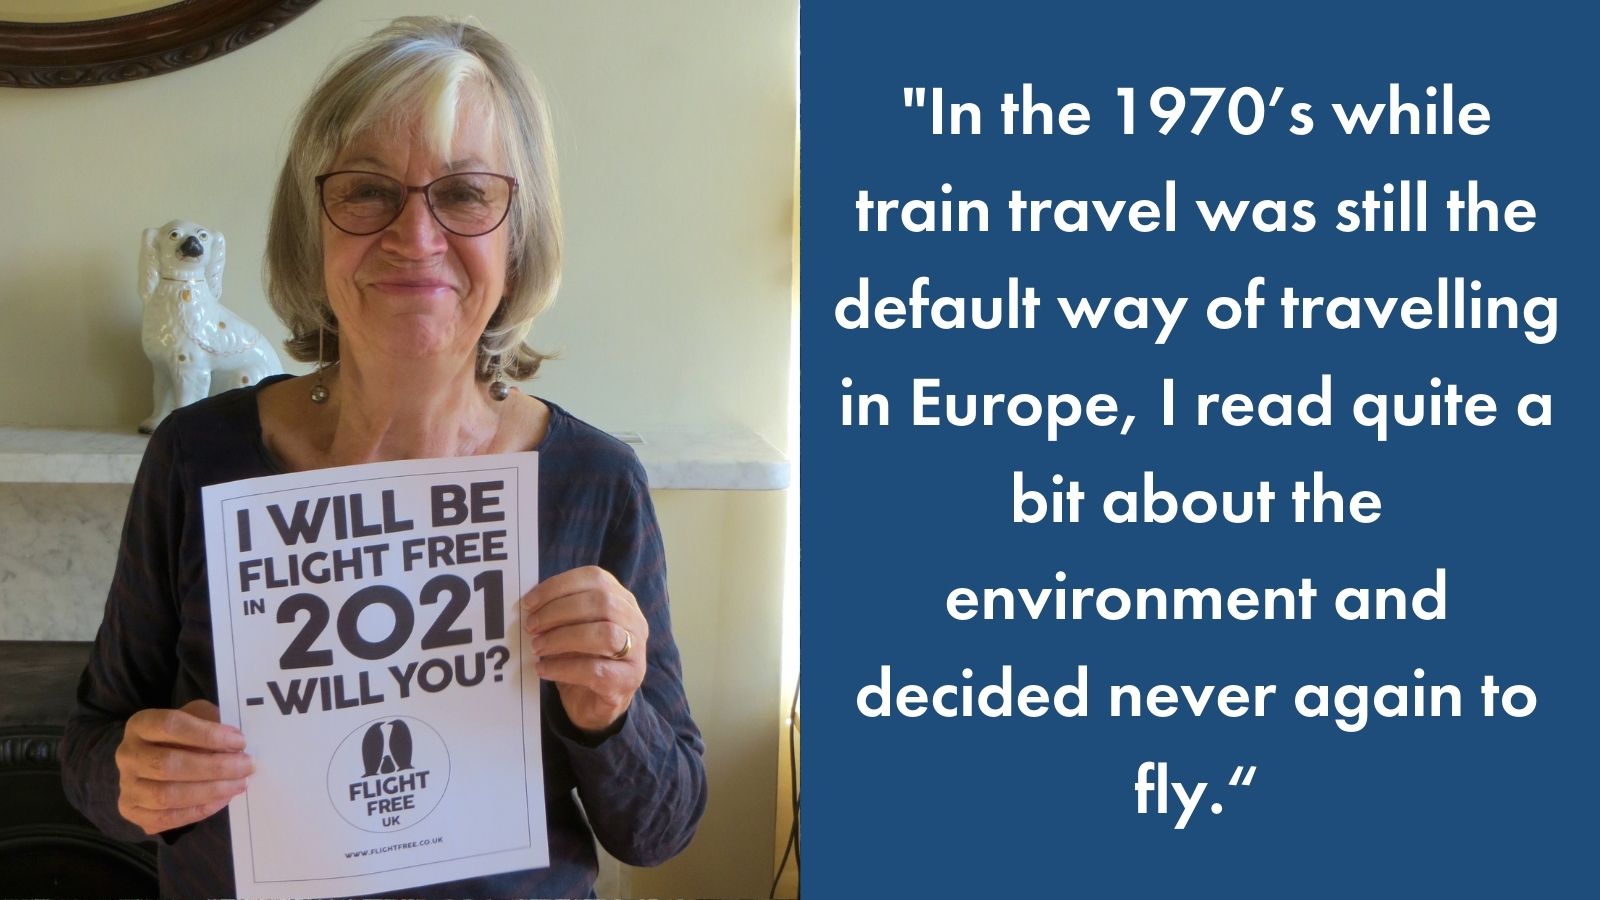 I WILL BE
FLIGHT FREE
IN 2021
-WILL YOU?
FLIGHT
FREE
UK
WWW.FLIGHTFREE.CO.UK
"In the 1970’s while
train travel was still the
default way of travelling
in Europe, I read quite a
bit about the
environment and
decided never again to
fly.“